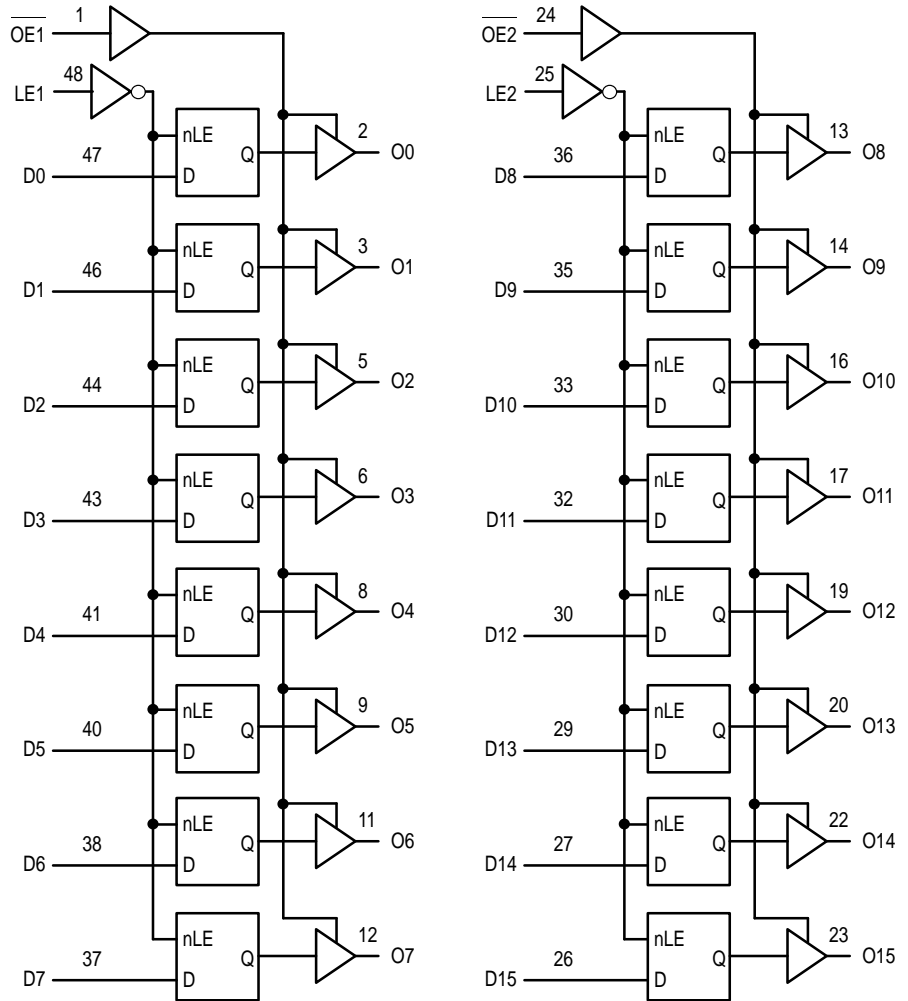 OE1 1
LE1 48
nLE Q 2 O0
D0 47 D
nLE Q 3 O1
D1 46 D
nLE Q 5 O2
D2 44 D
nLE Q 6 O3
D3 43 D
nLE Q 8 O4
D4 41 D
nLE Q 9 O5
D5 40 D
nLE Q 11 O6
D6 38 D
nLE Q 12 O7
D7 37 D
OE2 24
LE2 25
nLE Q 13 O8
D8 36 D
nLE Q 14 O9
D9 35 D
nLE Q 16 O10
D10 33 D
nLE Q 17 O11
D11 32 D
nLE Q 19 O12
D12 30 D
nLE Q 20 O13
D13 29 D
nLE Q 22 O14
D14 27 D
nLE Q 23 O15
D15 26 D